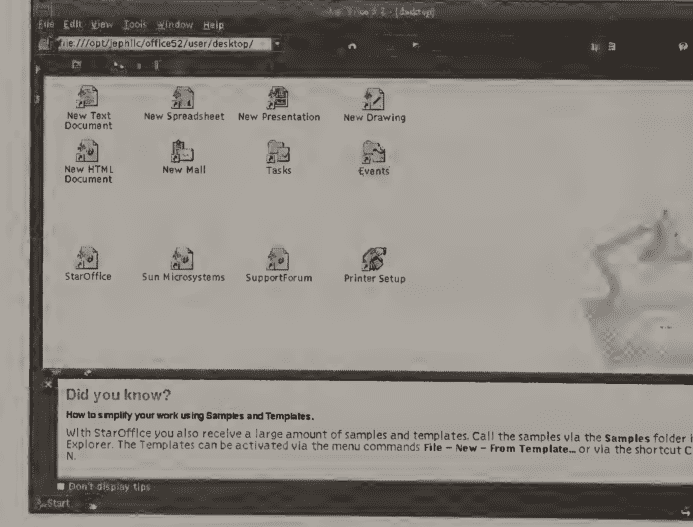 [desktop]
File Edit View Tools Window Help
file:///opt/jephllc/office52/user/desktop/
New Text
Document
New Spreadsheet
New Presentation
New Drawing
New HTML
Document
New Mail
Tasks
Events
StarOffice
Sun Microsystems
SupportForum
Printer Setup
Did you know?
How to simplify your work using Samples and Templates.
With StarOffice you also receive a large amount of samples and templates. Call the samples via the Samples folder
Explorer. The Templates can be activated via the menu commands File – New – From Template... or via the shortcut
N.
Don't display tips
Start